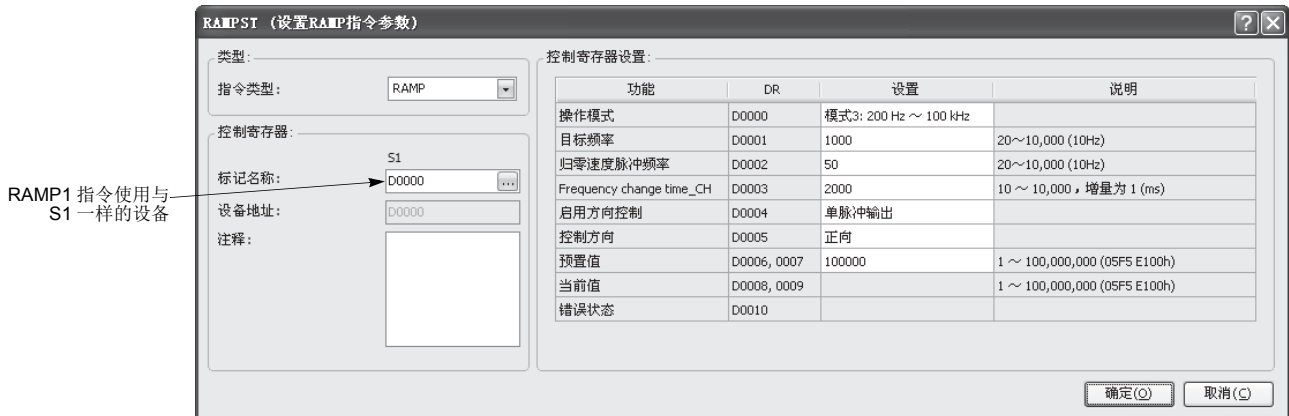 RAMPST (设置RAMP指令参数)
类型:
指令类型:
RAMP
控制寄存器:
S1
标记名称:
D0000
...
设备地址:
D0000
注释:
RAMP1 指令使用与
S1 一样的设备
控制寄存器设置:
功能 DR 设置 说明
操作模式 D0000 模式3: 200 Hz ～ 100 kHz
目标频率 D0001 1000 20～10,000 (10Hz)
归零速度脉冲频率 D0002 50 20～10,000 (10Hz)
Frequency change time_CH D0003 2000 10 ～ 10,000，增量为 1 (ms)
启用方向控制 D0004 单脉冲输出
控制方向 D0005 正向
预置值 D0006, 0007 100000 1 ～ 100,000,000 (05F5 E100h)
当前值 D0008, 0009 1 ～ 100,000,000 (05F5 E100h)
错误状态 D0010
确定(O) 取消(C)